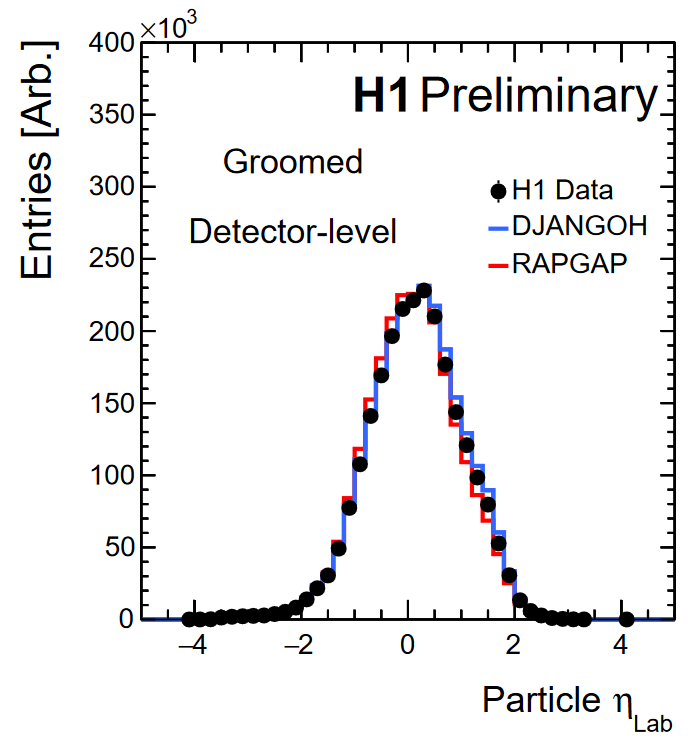 ×10³
Entries [Arb.]
400
350
300
250
200
150
100
50
0
H1 Preliminary
Groomed
Detector-level
H1 Data
DJANGOH
RAPGAP
−4 −2 0 2 4
Particle η_Lab